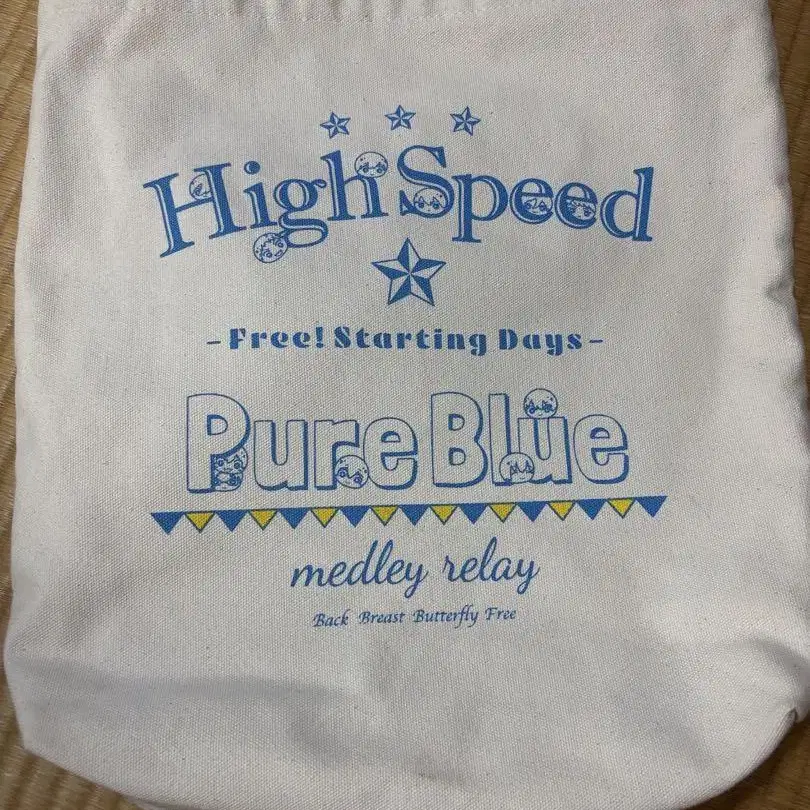 High Speed
-Free! Starting Days-
Pure Blue
medley relay
Back Breast Butterfly Free